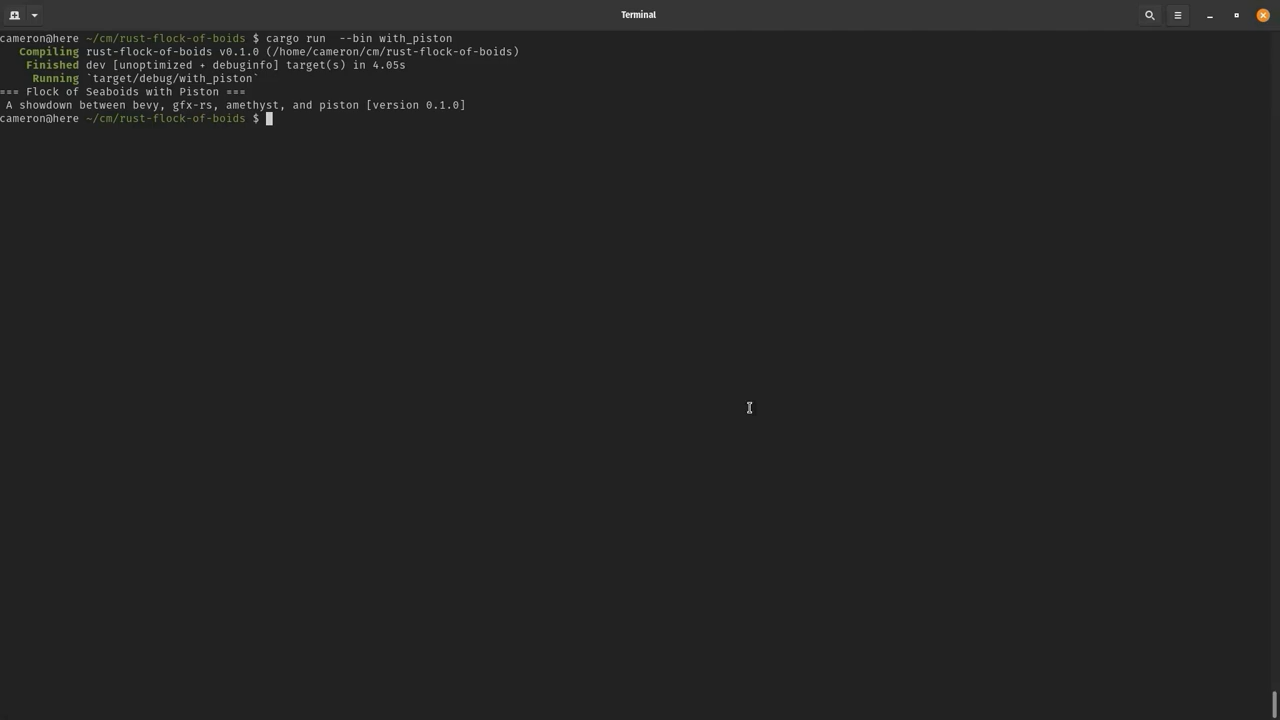 Terminal
cameron@here ~/cm/rust-flock-of-boids $ cargo run  --bin with_piston
   Compiling rust-flock-of-boids v0.1.0 (/home/cameron/cm/rust-flock-of-boids)
    Finished dev [unoptimized + debuginfo] target(s) in 4.05s
     Running `target/debug/with_piston`
=== Flock of Seaboids with Piston ===
 A showdown between bevy, gfx-rs, amethyst, and piston [version 0.1.0]
cameron@here ~/cm/rust-flock-of-boids $